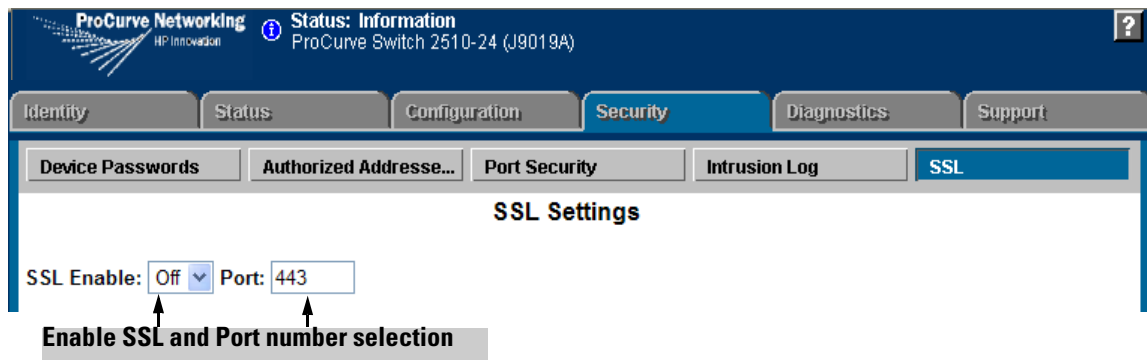 ProCurve Networking
HP Innovation
Status: Information
ProCurve Switch 2510-24 (J9019A)
?
Identity Status Configuration Security Diagnostics Support
Device Passwords Authorized Addresse... Port Security Intrusion Log SSL
SSL Settings
SSL Enable: Off Port: 443
Enable SSL and Port number selection